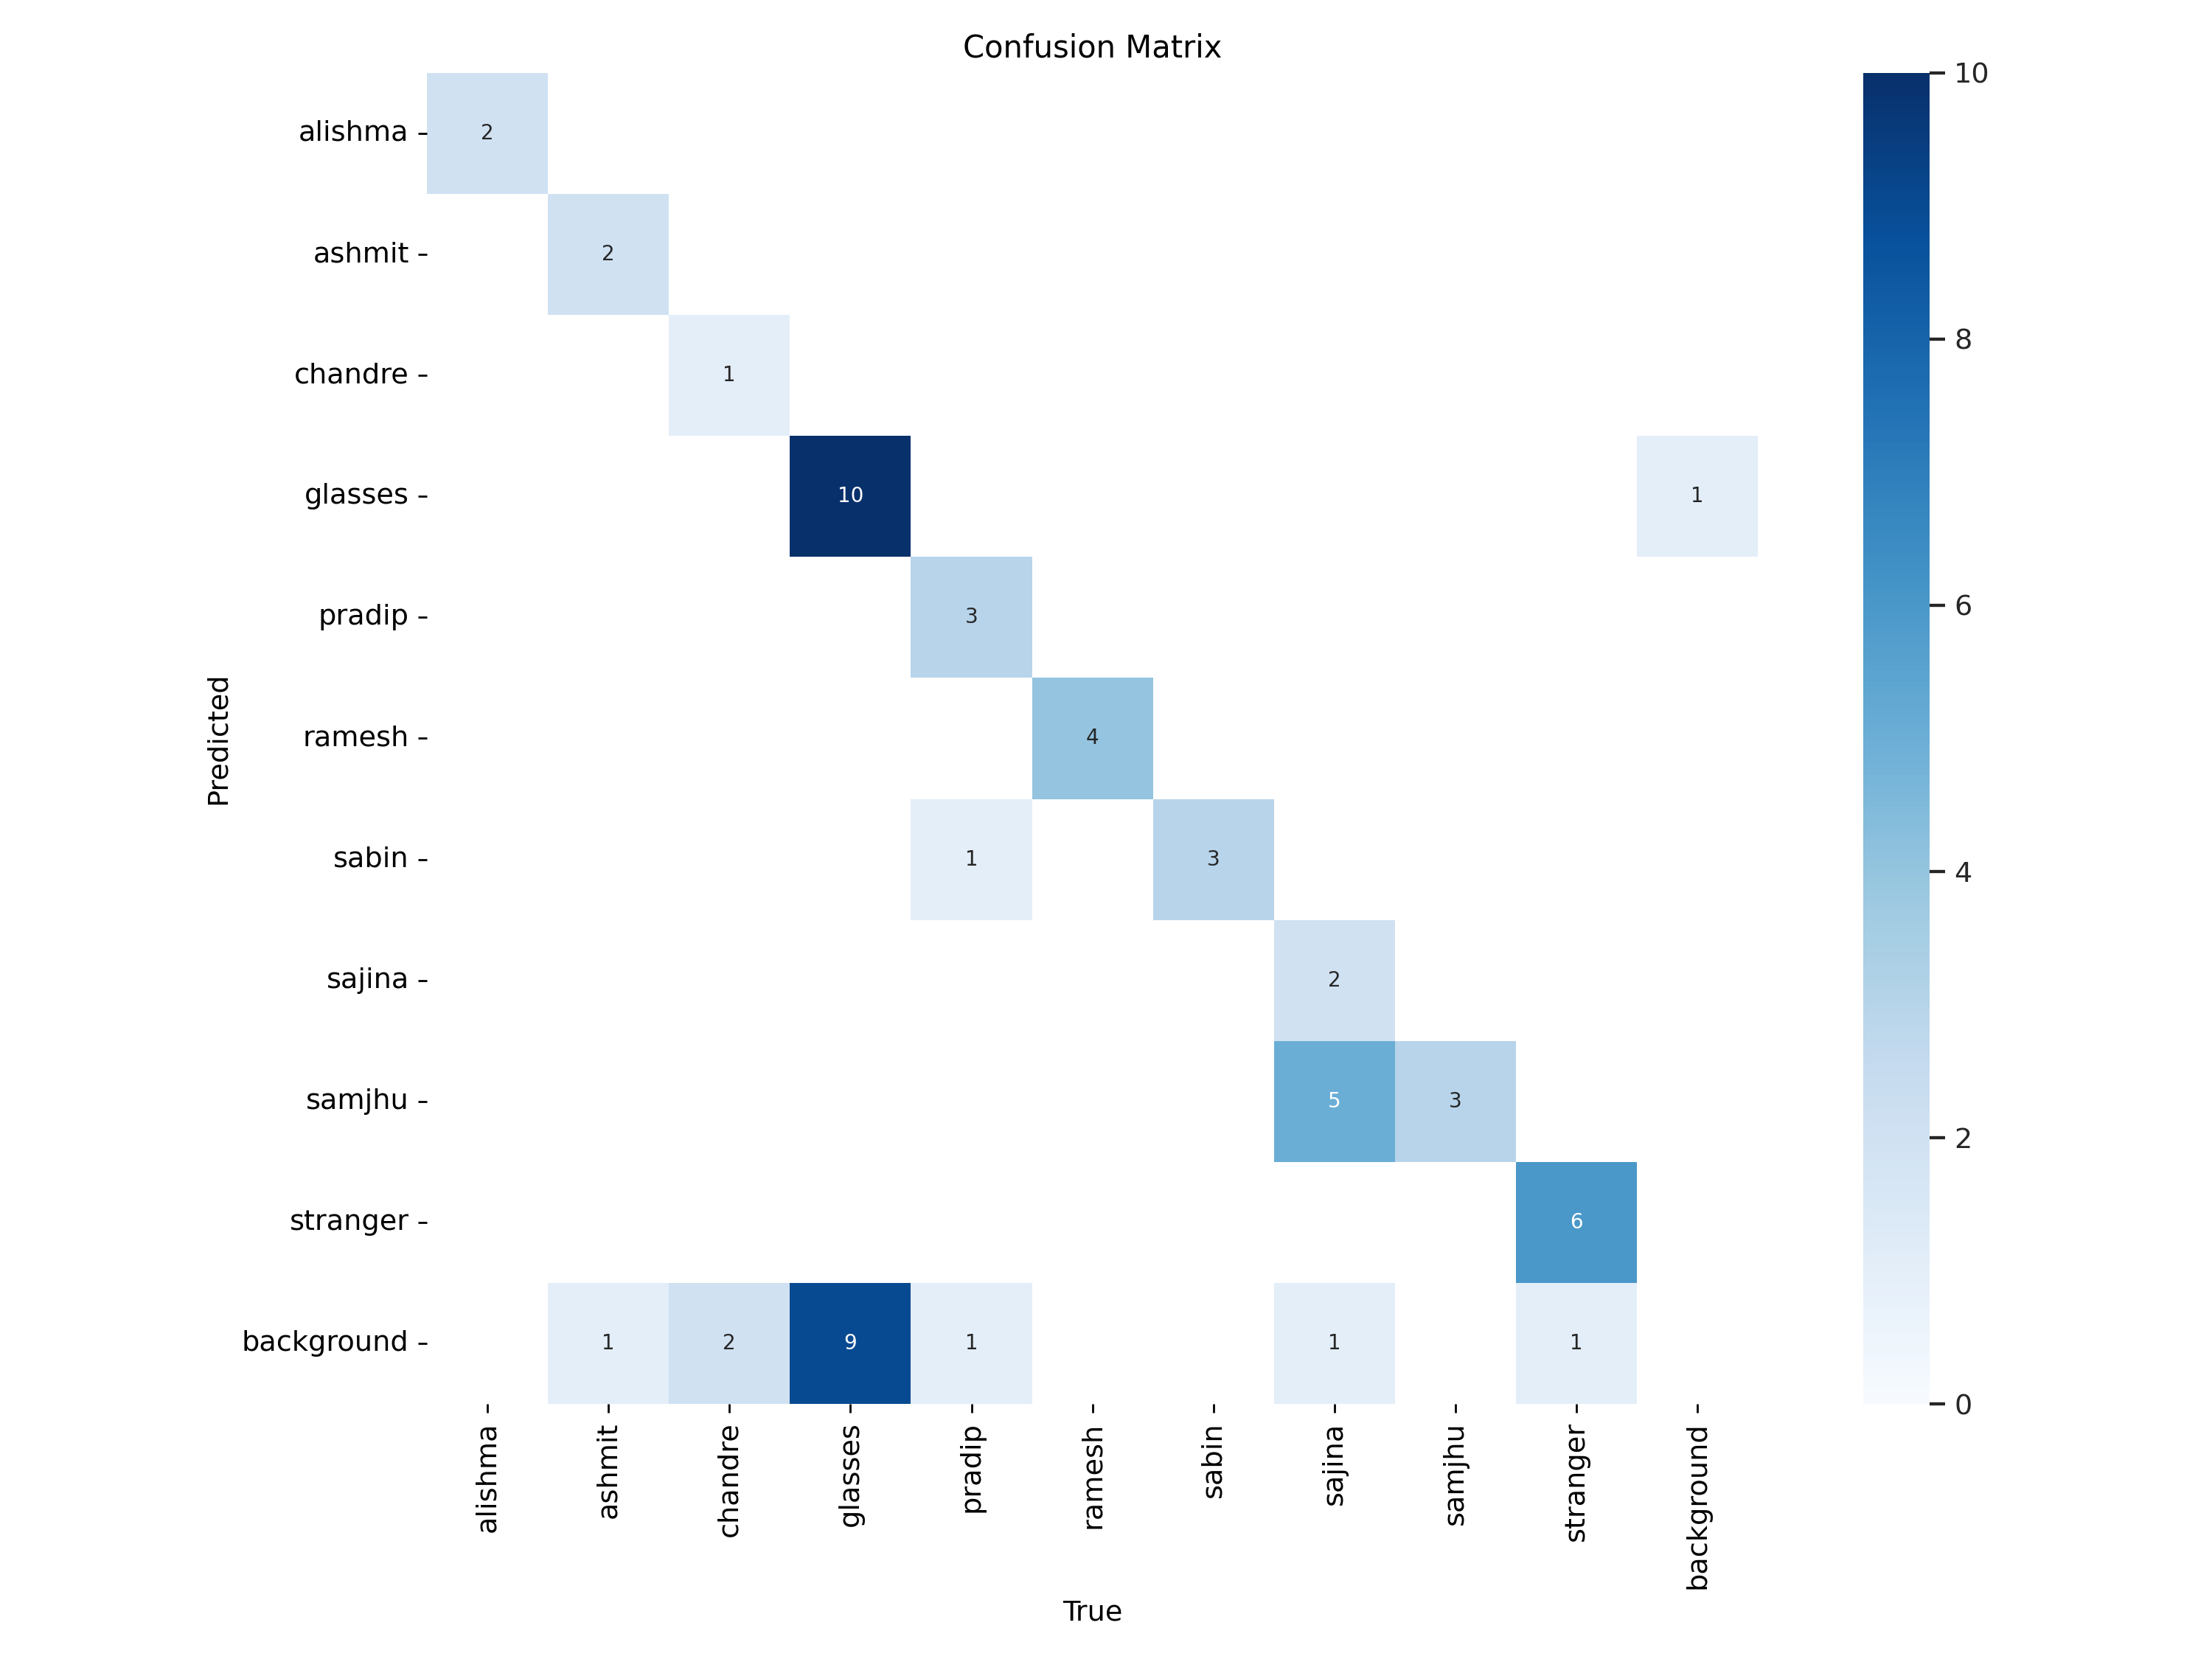 Confusion Matrix
alishma
2
ashmit
2
chandre
1
glasses
10
1
pradip
3
ramesh
4
sabin
1
3
sajina
2
samjhu
5
3
stranger
6
background
1
2
9
1
1
1
Predicted
alishma
ashmit
chandre
glasses
pradip
ramesh
sabin
sajina
samjhu
stranger
background
True
10
8
6
4
2
0